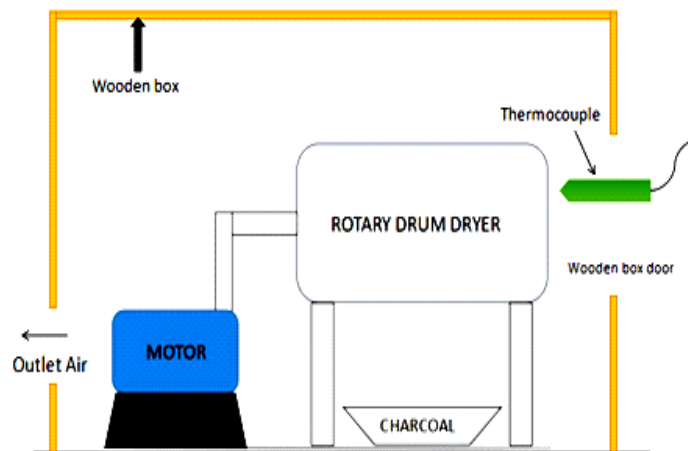 Wooden box
Thermocouple
ROTARY DRUM DRYER
Wooden box door
MOTOR
Outlet Air
CHARCOAL